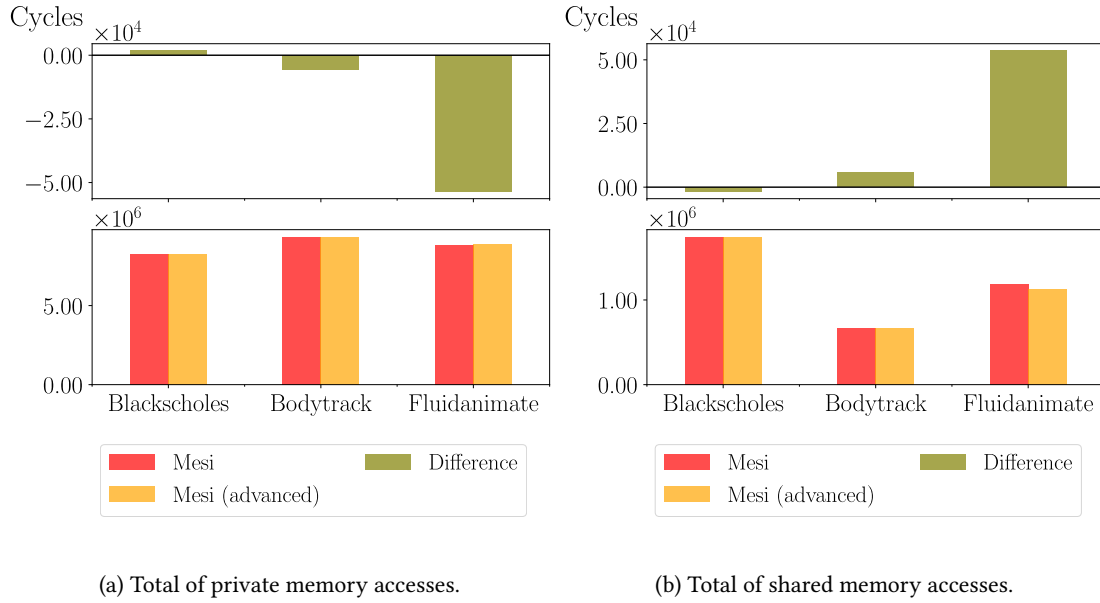 Cycles
×10^4
0.00
−2.50
−5.00
×10^6
5.00
0.00
Blackscholes Bodytrack Fluidanimate
Mesi Difference
Mesi (advanced)
(a) Total of private memory accesses.
Cycles
×10^4
5.00
2.50
0.00
×10^6
1.00
0.00
Blackscholes Bodytrack Fluidanimate
Mesi Difference
Mesi (advanced)
(b) Total of shared memory accesses.